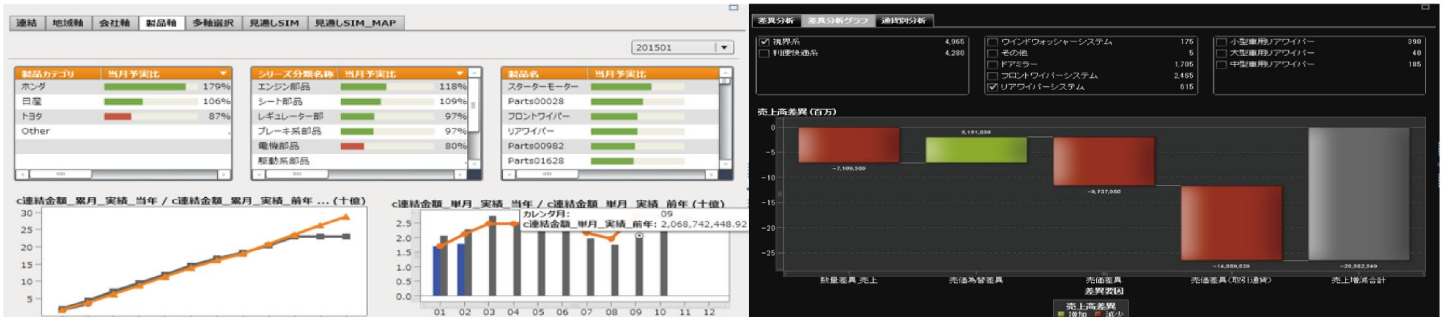 連結 地域軸 会社軸 製品軸 多軸選択 見通しSIM 見通しSIM_MAP
201501
製品カテゴリ 当月予実比
ホンダ 179%
日産 106%
トヨタ 87%
Other
シリーズ分類名称 当月予実比
エンジン部品 118%
シート部品 109%
レギュレーター部 97%
ブレーキ系部品 97%
電機部品 80%
駆動系部品
製品名 当月予実比
スターターモーター
Parts00028
フロントワイパー
リアワイパー
Parts00982
Parts01628
c連結金額_累月_実績_当年 / c連結金額_累月_実績_前年 ... (十億)
30
25
20
15
10
5
c連結金額_単月_実績_当年 / c連結金額_単月_実績_前年 (十億)
カレンダ月: 09
c連結金額_単月_実績_前年: 2,068,742,448.92
2.5
2.0
1.5
1.0
0.5
0.0
01 02 03 04 05 06 07 08 09 10 11 12
差異分析 差異分析グラフ 通貨別分析
視界系 4,965
利便快適系 4,280
ウインドウォッシャーシステム 175
その他 5
ドアミラー 1,705
フロントワイパーシステム 2,465
リアワイパーシステム 615
小型車用リアワイパー 390
大型車用リアワイパー 40
中型車用リアワイパー 185
売上高差異 (百万)
0
-5
-10
-15
-20
-25
数量差異_売上 売価為替差異 売価差異 売価差異(取引通貨) 売上増減合計
差異要因
売上高差異
増加 減少